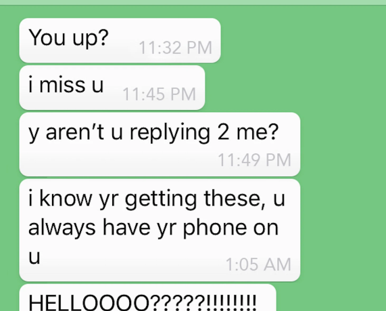 You up?
11:32 PM
i miss u
11:45 PM
y aren’t u replying 2 me?
11:49 PM
i know yr getting these, u
always have yr phone on
u
1:05 AM
HELLOOOO?????!!!!!!!!